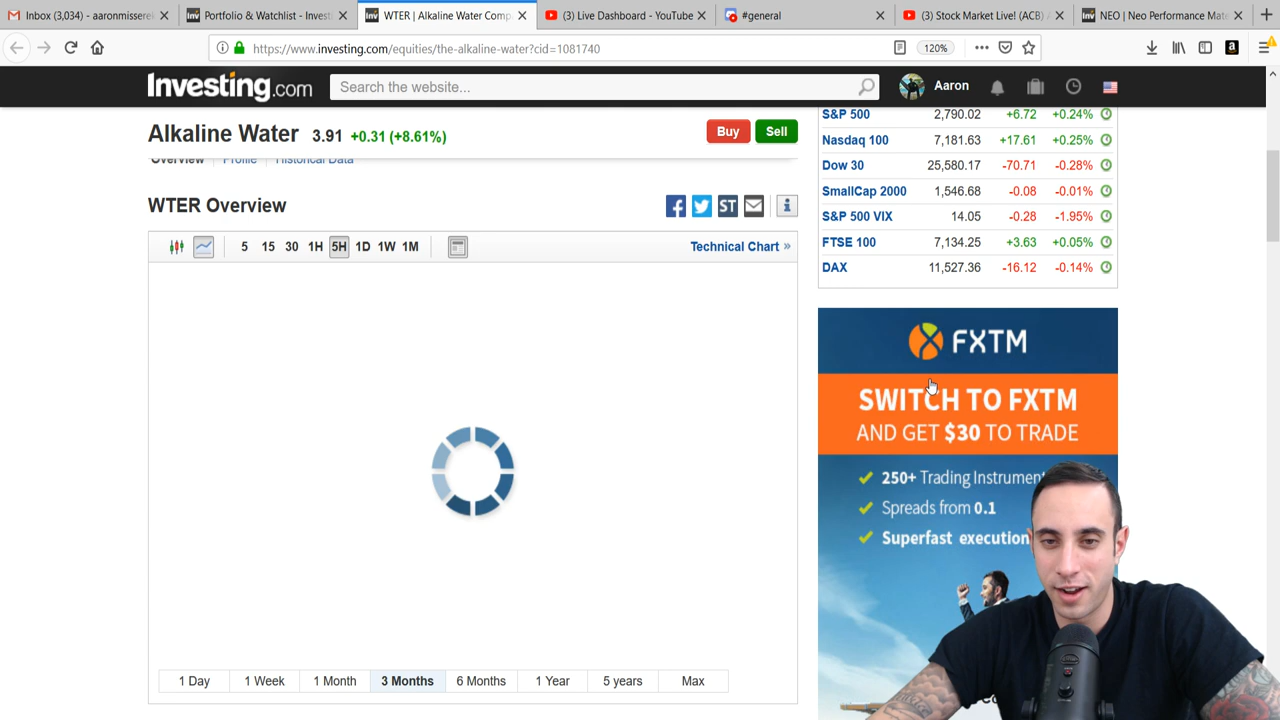 Inbox (3,034) - aaronmissere
Portfolio & Watchlist - Investi
WTER | Alkaline Water Comp
(3) Live Dashboard - YouTube
#general
(3) Stock Market Live! (ACB)
NEO | Neo Performance Mate
https://www.investing.com/equities/the-alkaline-water?cid=1081740
120%
Investing.com
Search the website...
Aaron
Alkaline Water 3.91 +0.31 (+8.61%)
Buy
Sell
Overview
Profile
Historical Data
WTER Overview
ST
i
5 15 30 1H 5H 1D 1W 1M
Technical Chart »
1 Day
1 Week
1 Month
3 Months
6 Months
1 Year
5 years
Max
S&P 500 2,790.02 +6.72 +0.24%
Nasdaq 100 7,181.63 +17.61 +0.25%
Dow 30 25,580.17 -70.71 -0.28%
SmallCap 2000 1,546.68 -0.08 -0.01%
S&P 500 VIX 14.05 -0.28 -1.95%
FTSE 100 7,134.25 +3.63 +0.05%
DAX 11,527.36 -16.12 -0.14%
FXTM
SWITCH TO FXTM
AND GET $30 TO TRADE
250+ Trading Instrument
Spreads from 0.1
Superfast execution